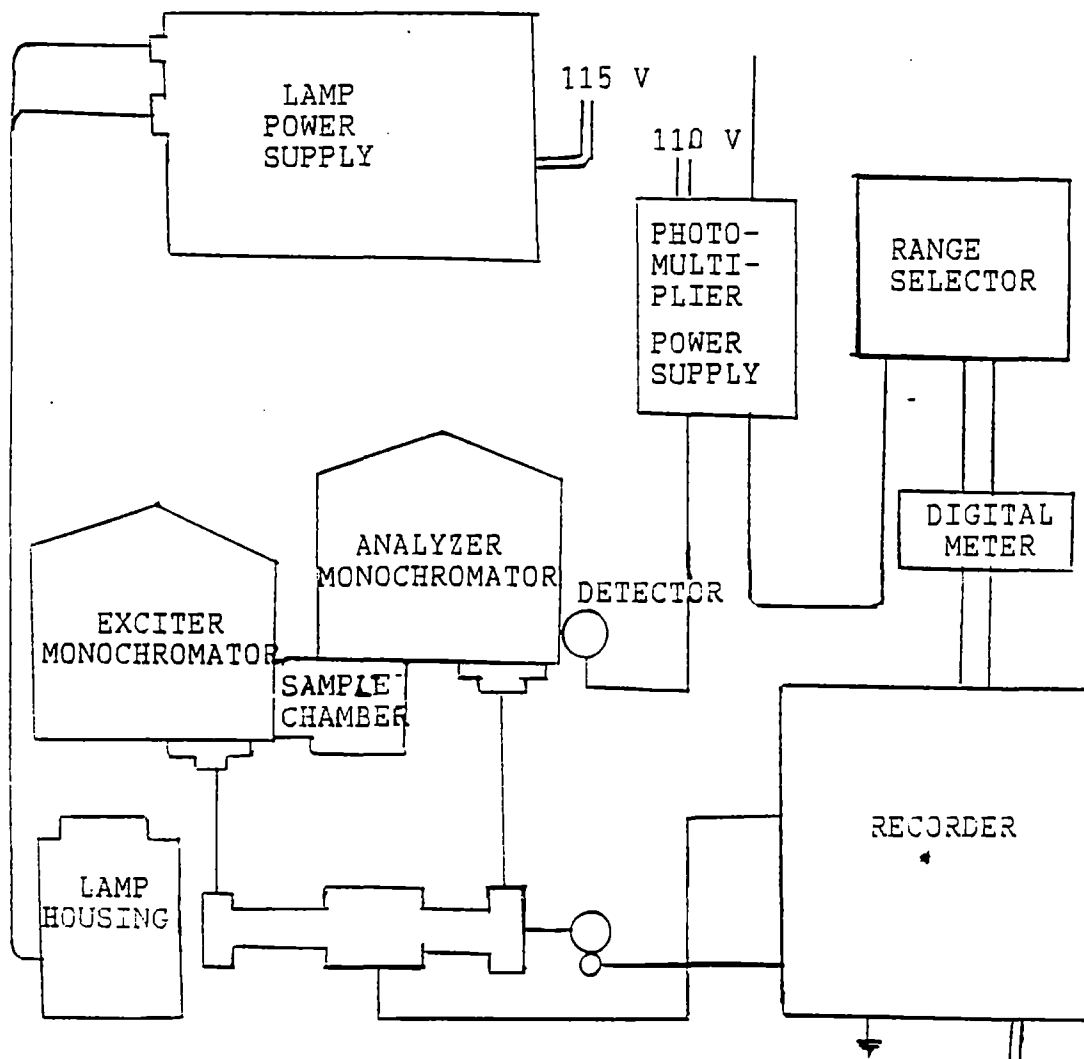 LAMP
POWER
SUPPLY
115 V
110 V
PHOTO-
MULTI-
PLIER
POWER
SUPPLY
RANGE
SELECTOR
DIGITAL
METER
ANALYZER
MONOCHROMATOR
DETECTOR
EXCITER
MONOCHROMATOR
SAMPLE
CHAMBER
RECORDER
LAMP
HOUSING